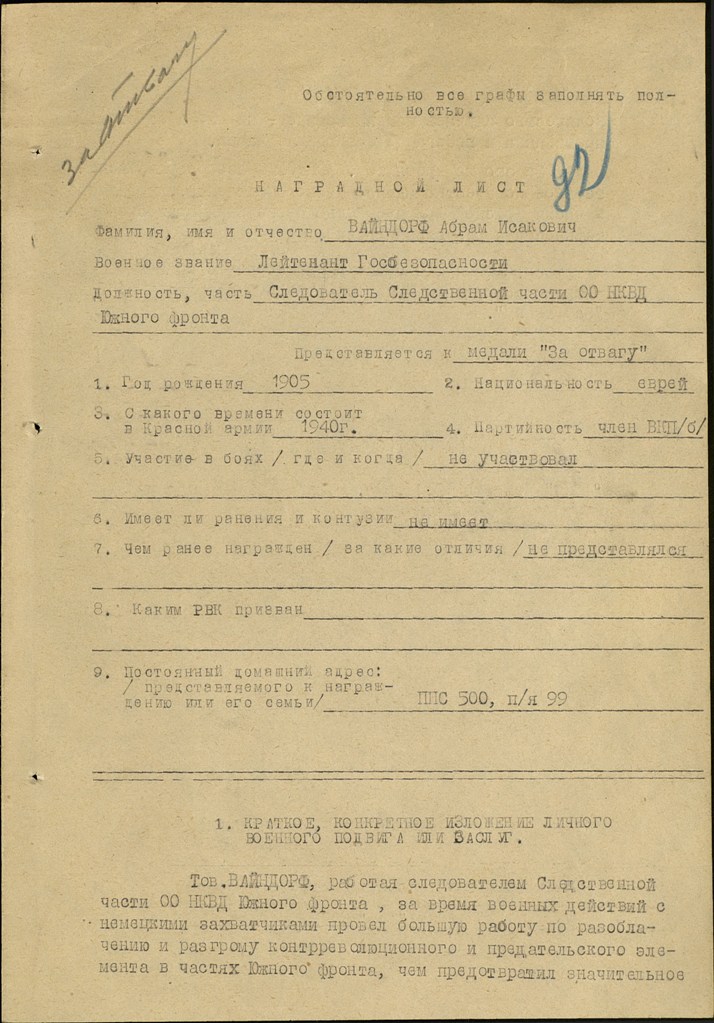 за отвагу
Обстоятельно все графы заполнять пол-
ностью.
92
НАГРАДНОЙ ЛИСТ
Фамилия, имя и отчество ВАЙНДОРФ Абрам Исакович
Военное звание Лейтенант Госбезопасности
Должность, часть Следователь Следственной части ОО НКВД
Южного фронта
Представляется к медали "За отвагу"
1. Год рождения 1905 2. Национальность еврей
3. С какого времени состоит
в Красной армии 1940г. 4. Партийность член ВКП/б/
5. Участие в боях / где и когда / не участвовал
6. Имеет ли ранения и контузии не имеет
7. Чем ранее награжден / за какие отличия / не представлялся
8. Каким РВК призван
9. Постоянный домашний адрес:
/ представляемого к награж-
дению или его семьи/ ППС 500, п/я 99
1. КРАТКОЕ, КОНКРЕТНОЕ ИЗЛОЖЕНИЕ ЛИЧНОГО
ВОЕННОГО ПОДВИГА ИЛИ ЗАСЛУГ.
Тов. ВАЙНДОРФ, работая следователем Следственной
части ОО НКВД Южного фронта , за время военных действий с
немецкими захватчиками провел большую работу по разобла-
чению и разгрому контрреволюционного и предательского эле-
мента в частях Южного фронта, чем предотвратил значительное